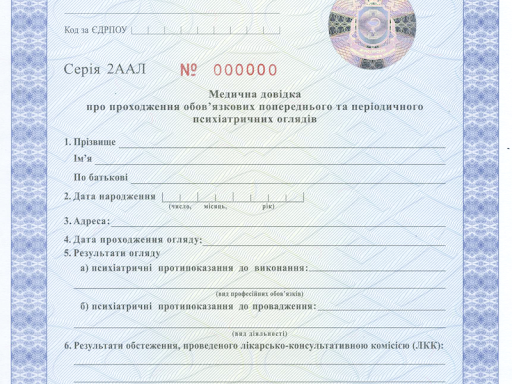 Код за ЄДРПОУ
Серія 2ААЛ № 000000
Медична довідка
про проходження обов'язкових попереднього та періодичного
психіатричних оглядів
1. Прізвище
Ім'я
По батькові
2. Дата народження
(число, місяць, рік)
3. Адреса:
4. Дата проходження огляду:
5. Результати огляду
а) психіатричні протипоказання до виконання:
(вид професійних обов'язків)
б) психіатричні протипоказання до провадження:
(вид діяльності)
6. Результати обстеження, проведеного лікарсько-консультативною комісією (ЛКК):